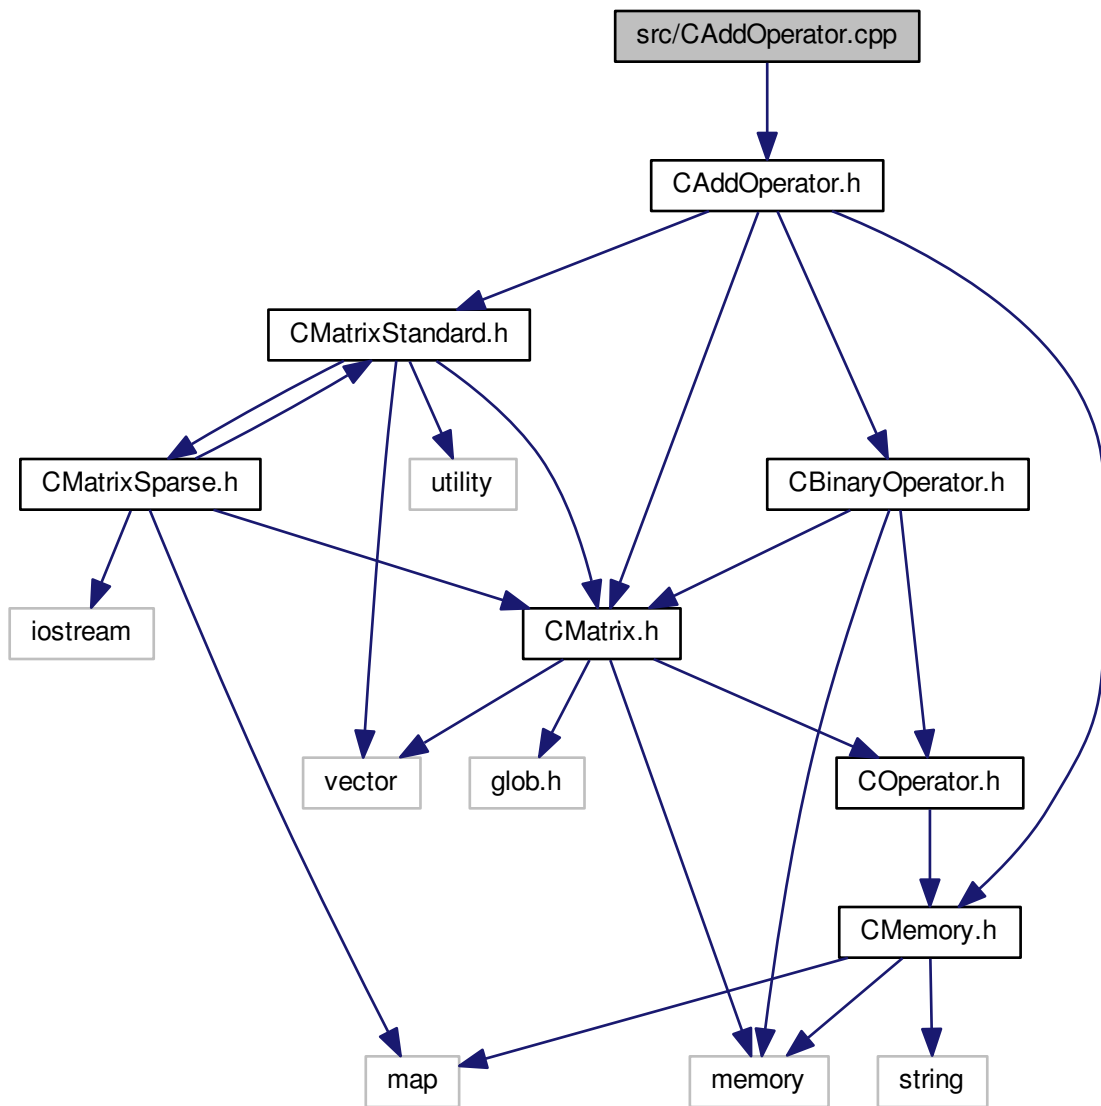 src/CAddOperator.cpp
CAddOperator.h
CMatrixStandard.h
CMatrixSparse.h
utility
CBinaryOperator.h
iostream
CMatrix.h
vector
glob.h
COperator.h
CMemory.h
map
memory
string